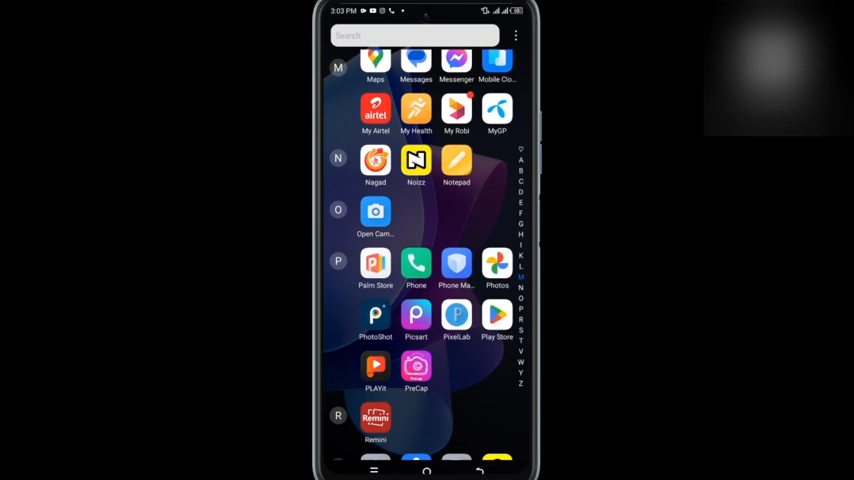 3:03 PM
Search
M
Maps Messages Messenger Mobile Clo...
airtel
My Airtel My Health My Robi MyGP
A
B
C
D
E
F
G
H
I
K
L
M
N
O
P
R
S
T
V
W
Y
Z
N
Nagad Noizz Notepad
O
Open Cam...
P
Palm Store Phone Phone Ma... Photos
PhotoShot Picsart PixelLab Play Store
PLAYit PreCap
R
Remini
Remini